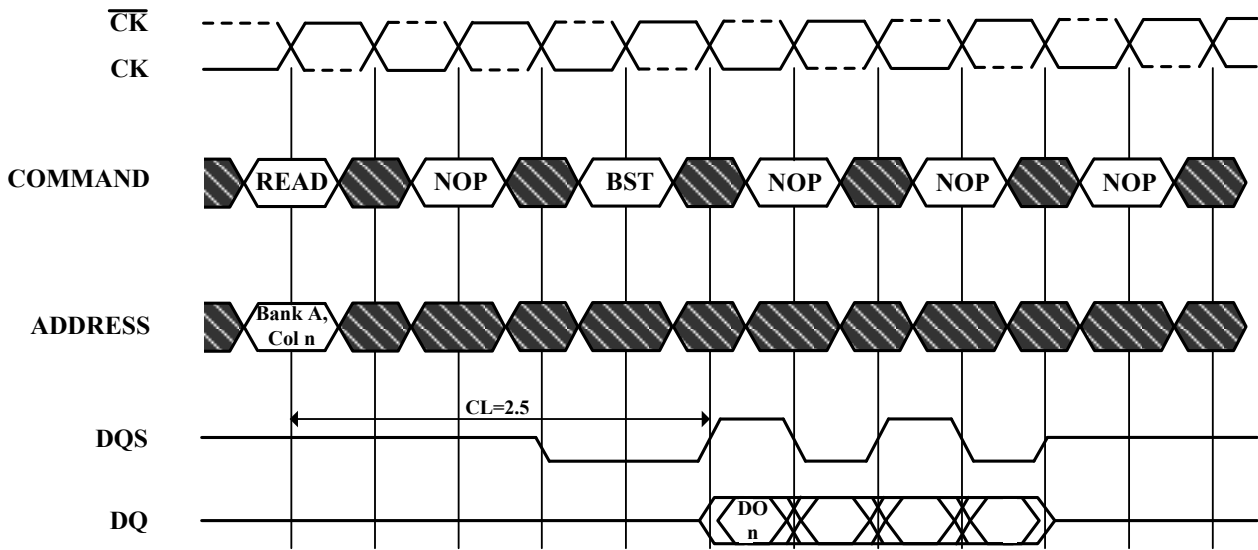 CK
CK
COMMAND READ NOP BST NOP NOP NOP
ADDRESS Bank A,
Col n
CL=2.5
DQS
DQ DO
n